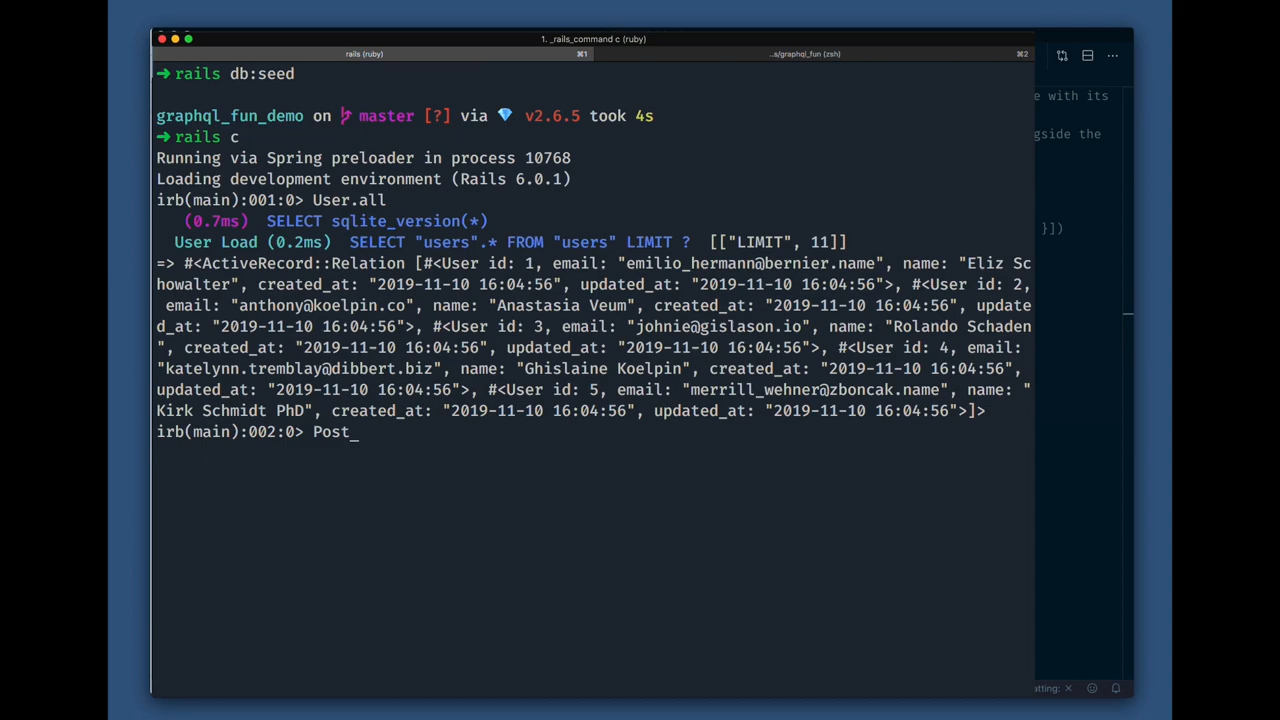 1. _rails_command c (ruby)
rails (ruby) ⌘1 ..s/graphql_fun (zsh) ⌘2
➜ rails db:seed
graphql_fun_demo on master [?] via 💎 v2.6.5 took 4s
➜ rails c
Running via Spring preloader in process 10768
Loading development environment (Rails 6.0.1)
irb(main):001:0> User.all
(0.7ms) SELECT sqlite_version(*)
User Load (0.2ms) SELECT "users".* FROM "users" LIMIT ? [["LIMIT", 11]]
=> #<ActiveRecord::Relation [#<User id: 1, email: "emilio_hermann@bernier.name", name: "Eliz Sc
howalter", created_at: "2019-11-10 16:04:56", updated_at: "2019-11-10 16:04:56">, #<User id: 2,
email: "anthony@koelpin.co", name: "Anastasia Veum", created_at: "2019-11-10 16:04:56", update
d_at: "2019-11-10 16:04:56">, #<User id: 3, email: "johnie@gislason.io", name: "Rolando Schaden
", created_at: "2019-11-10 16:04:56", updated_at: "2019-11-10 16:04:56">, #<User id: 4, email:
"katelynn.tremblay@dibbert.biz", name: "Ghislaine Koelpin", created_at: "2019-11-10 16:04:56",
updated_at: "2019-11-10 16:04:56">, #<User id: 5, email: "merrill_wehner@zboncak.name", name: "
Kirk Schmidt PhD", created_at: "2019-11-10 16:04:56", updated_at: "2019-11-10 16:04:56">]>
irb(main):002:0> Post_
e with its
gside the
}])
atting: ×